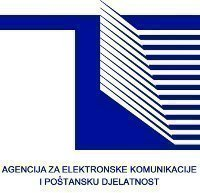 AGENCIJA ZA ELEKTRONSKE KOMUNIKACIJE
I POŠTANSKU DJELATNOST